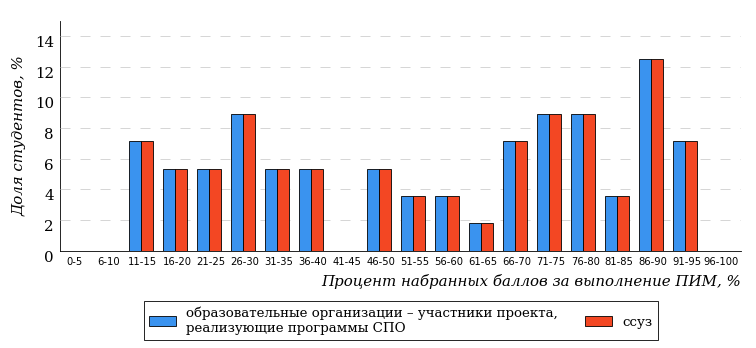 Доля студентов, %
14
12
10
8
6
4
2
0
0-5 6-10 11-15 16-20 21-25 26-30 31-35 36-40 41-45 46-50 51-55 56-60 61-65 66-70 71-75 76-80 81-85 86-90 91-95 96-100
Процент набранных баллов за выполнение ПИМ, %
образовательные организации – участники проекта,
реализующие программы СПО
ссуз